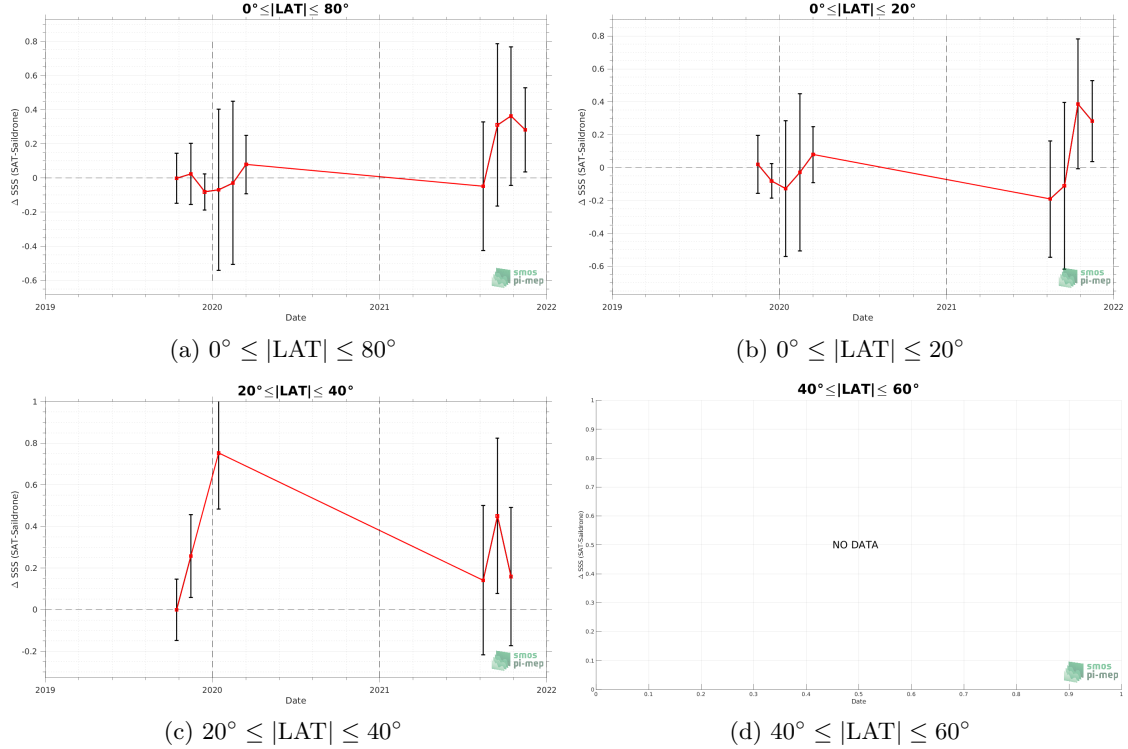 0°≤|LAT|≤ 80°
Δ SSS (SAT-Saildrone)
0.8
0.6
0.4
0.2
0
-0.2
-0.4
-0.6
2019
2020
2021
2022
Date
smos
pi-mep
(a) 0° ≤ |LAT| ≤ 80°
0°≤|LAT|≤ 20°
Δ SSS (SAT-Saildrone)
0.8
0.6
0.4
0.2
0
-0.2
-0.4
-0.6
2019
2020
2021
2022
Date
smos
pi-mep
(b) 0° ≤ |LAT| ≤ 20°
20°≤|LAT|≤ 40°
Δ SSS (SAT-Saildrone)
1
0.8
0.6
0.4
0.2
0
-0.2
2019
2020
2021
2022
Date
smos
pi-mep
(c) 20° ≤ |LAT| ≤ 40°
40°≤|LAT|≤ 60°
Δ SSS (SAT-Saildrone)
1
0.9
0.8
0.7
0.6
0.5
0.4
0.3
0.2
0.1
0
NO DATA
0
0.1
0.2
0.3
0.4
0.5
0.6
0.7
0.8
0.9
1
Date
smos
pi-mep
(d) 40° ≤ |LAT| ≤ 60°